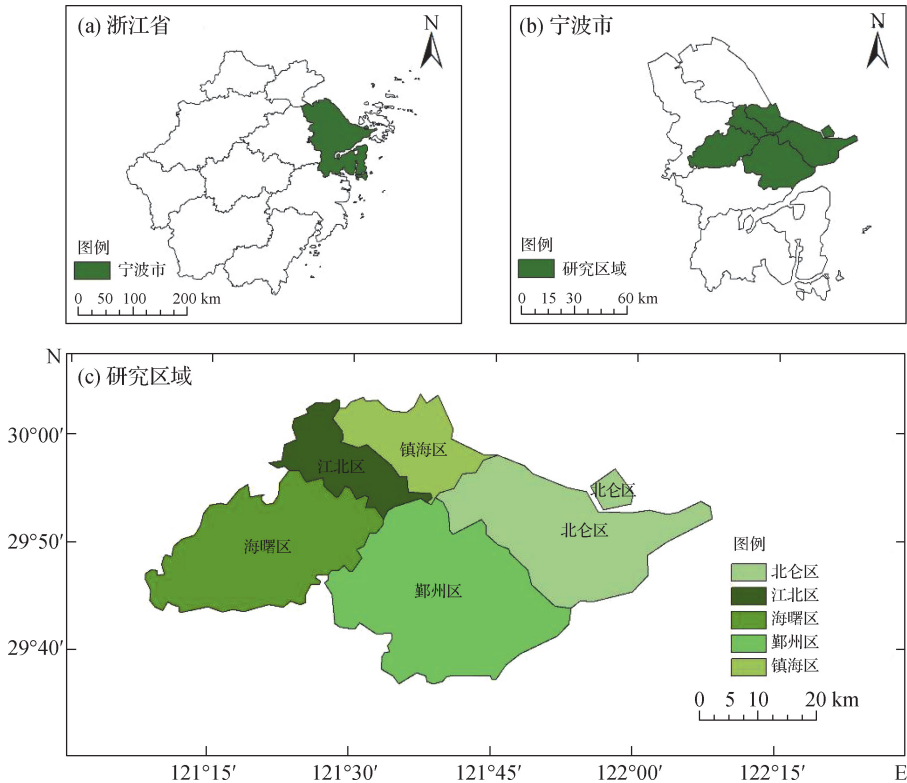 (a) 浙江省
N
图例
宁波市
0 50 100 200 km
(b) 宁波市
N
图例
研究区域
0 15 30 60 km
N
(c) 研究区域
30°00′
29°50′
29°40′
镇海区
江北区
北仑区
北仑区
海曙区
鄞州区
图例
北仑区
江北区
海曙区
鄞州区
镇海区
0 5 10 20 km
121°15′ 121°30′ 121°45′ 122°00′ 122°15′ E